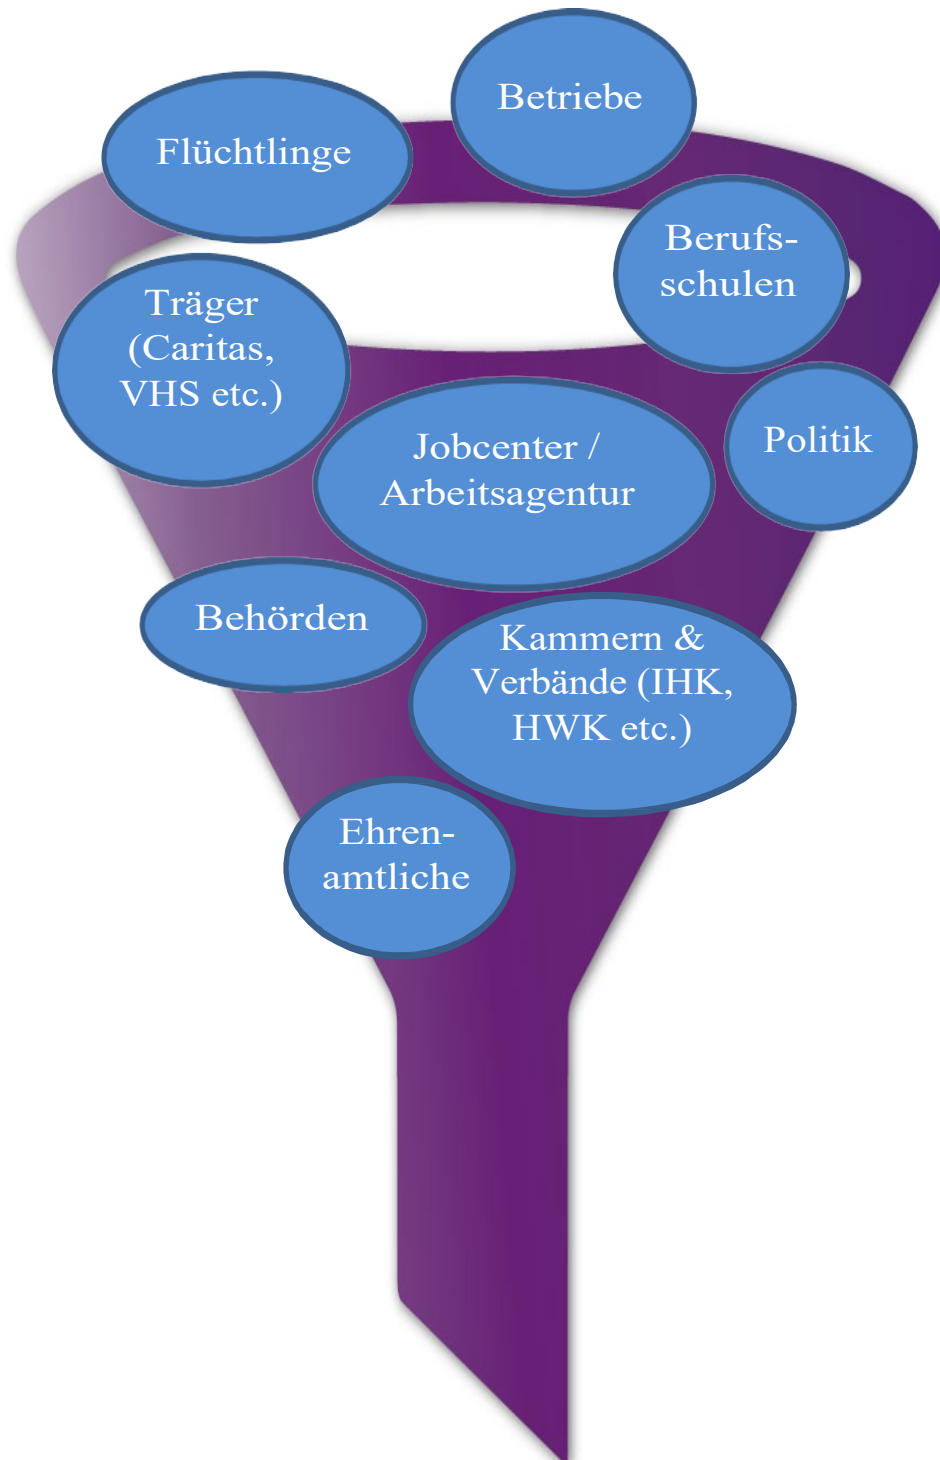 Betriebe
Flüchtlinge
Berufs-
schulen
Träger
(Caritas,
VHS etc.)
Politik
Jobcenter /
Arbeitsagentur
Behörden
Kammern &
Verbände (IHK,
HWK etc.)
Ehren-
amtliche